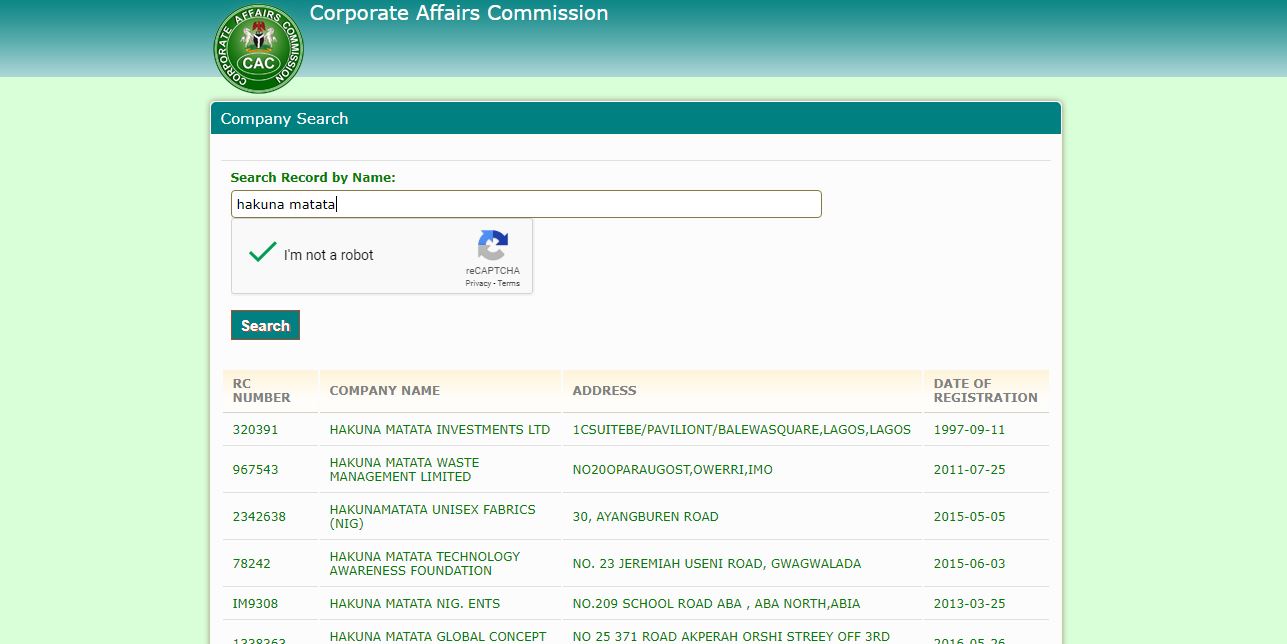 Corporate Affairs Commission
CORPORATE AFFAIRS COMMISSION
CAC
Company Search
Search Record by Name:
hakuna matata
I'm not a robot
reCAPTCHA
Privacy - Terms
Search
RC NUMBER COMPANY NAME ADDRESS DATE OF REGISTRATION
320391 HAKUNA MATATA INVESTMENTS LTD 1CSUITEBE/PAVILIONT/BALEWASQUARE,LAGOS,LAGOS 1997-09-11
967543 HAKUNA MATATA WASTE MANAGEMENT LIMITED NO20OPARAUGOST,OWERRI,IMO 2011-07-25
2342638 HAKUNAMATATA UNISEX FABRICS (NIG) 30, AYANGBUREN ROAD 2015-05-05
78242 HAKUNA MATATA TECHNOLOGY AWARENESS FOUNDATION NO. 23 JEREMIAH USENI ROAD, GWAGWALADA 2015-06-03
IM9308 HAKUNA MATATA NIG. ENTS NO.209 SCHOOL ROAD ABA , ABA NORTH,ABIA 2013-03-25
HAKUNA MATATA GLOBAL CONCEPT NO 25 371 ROAD AKPERAH ORSHI STREEY OFF 3RD